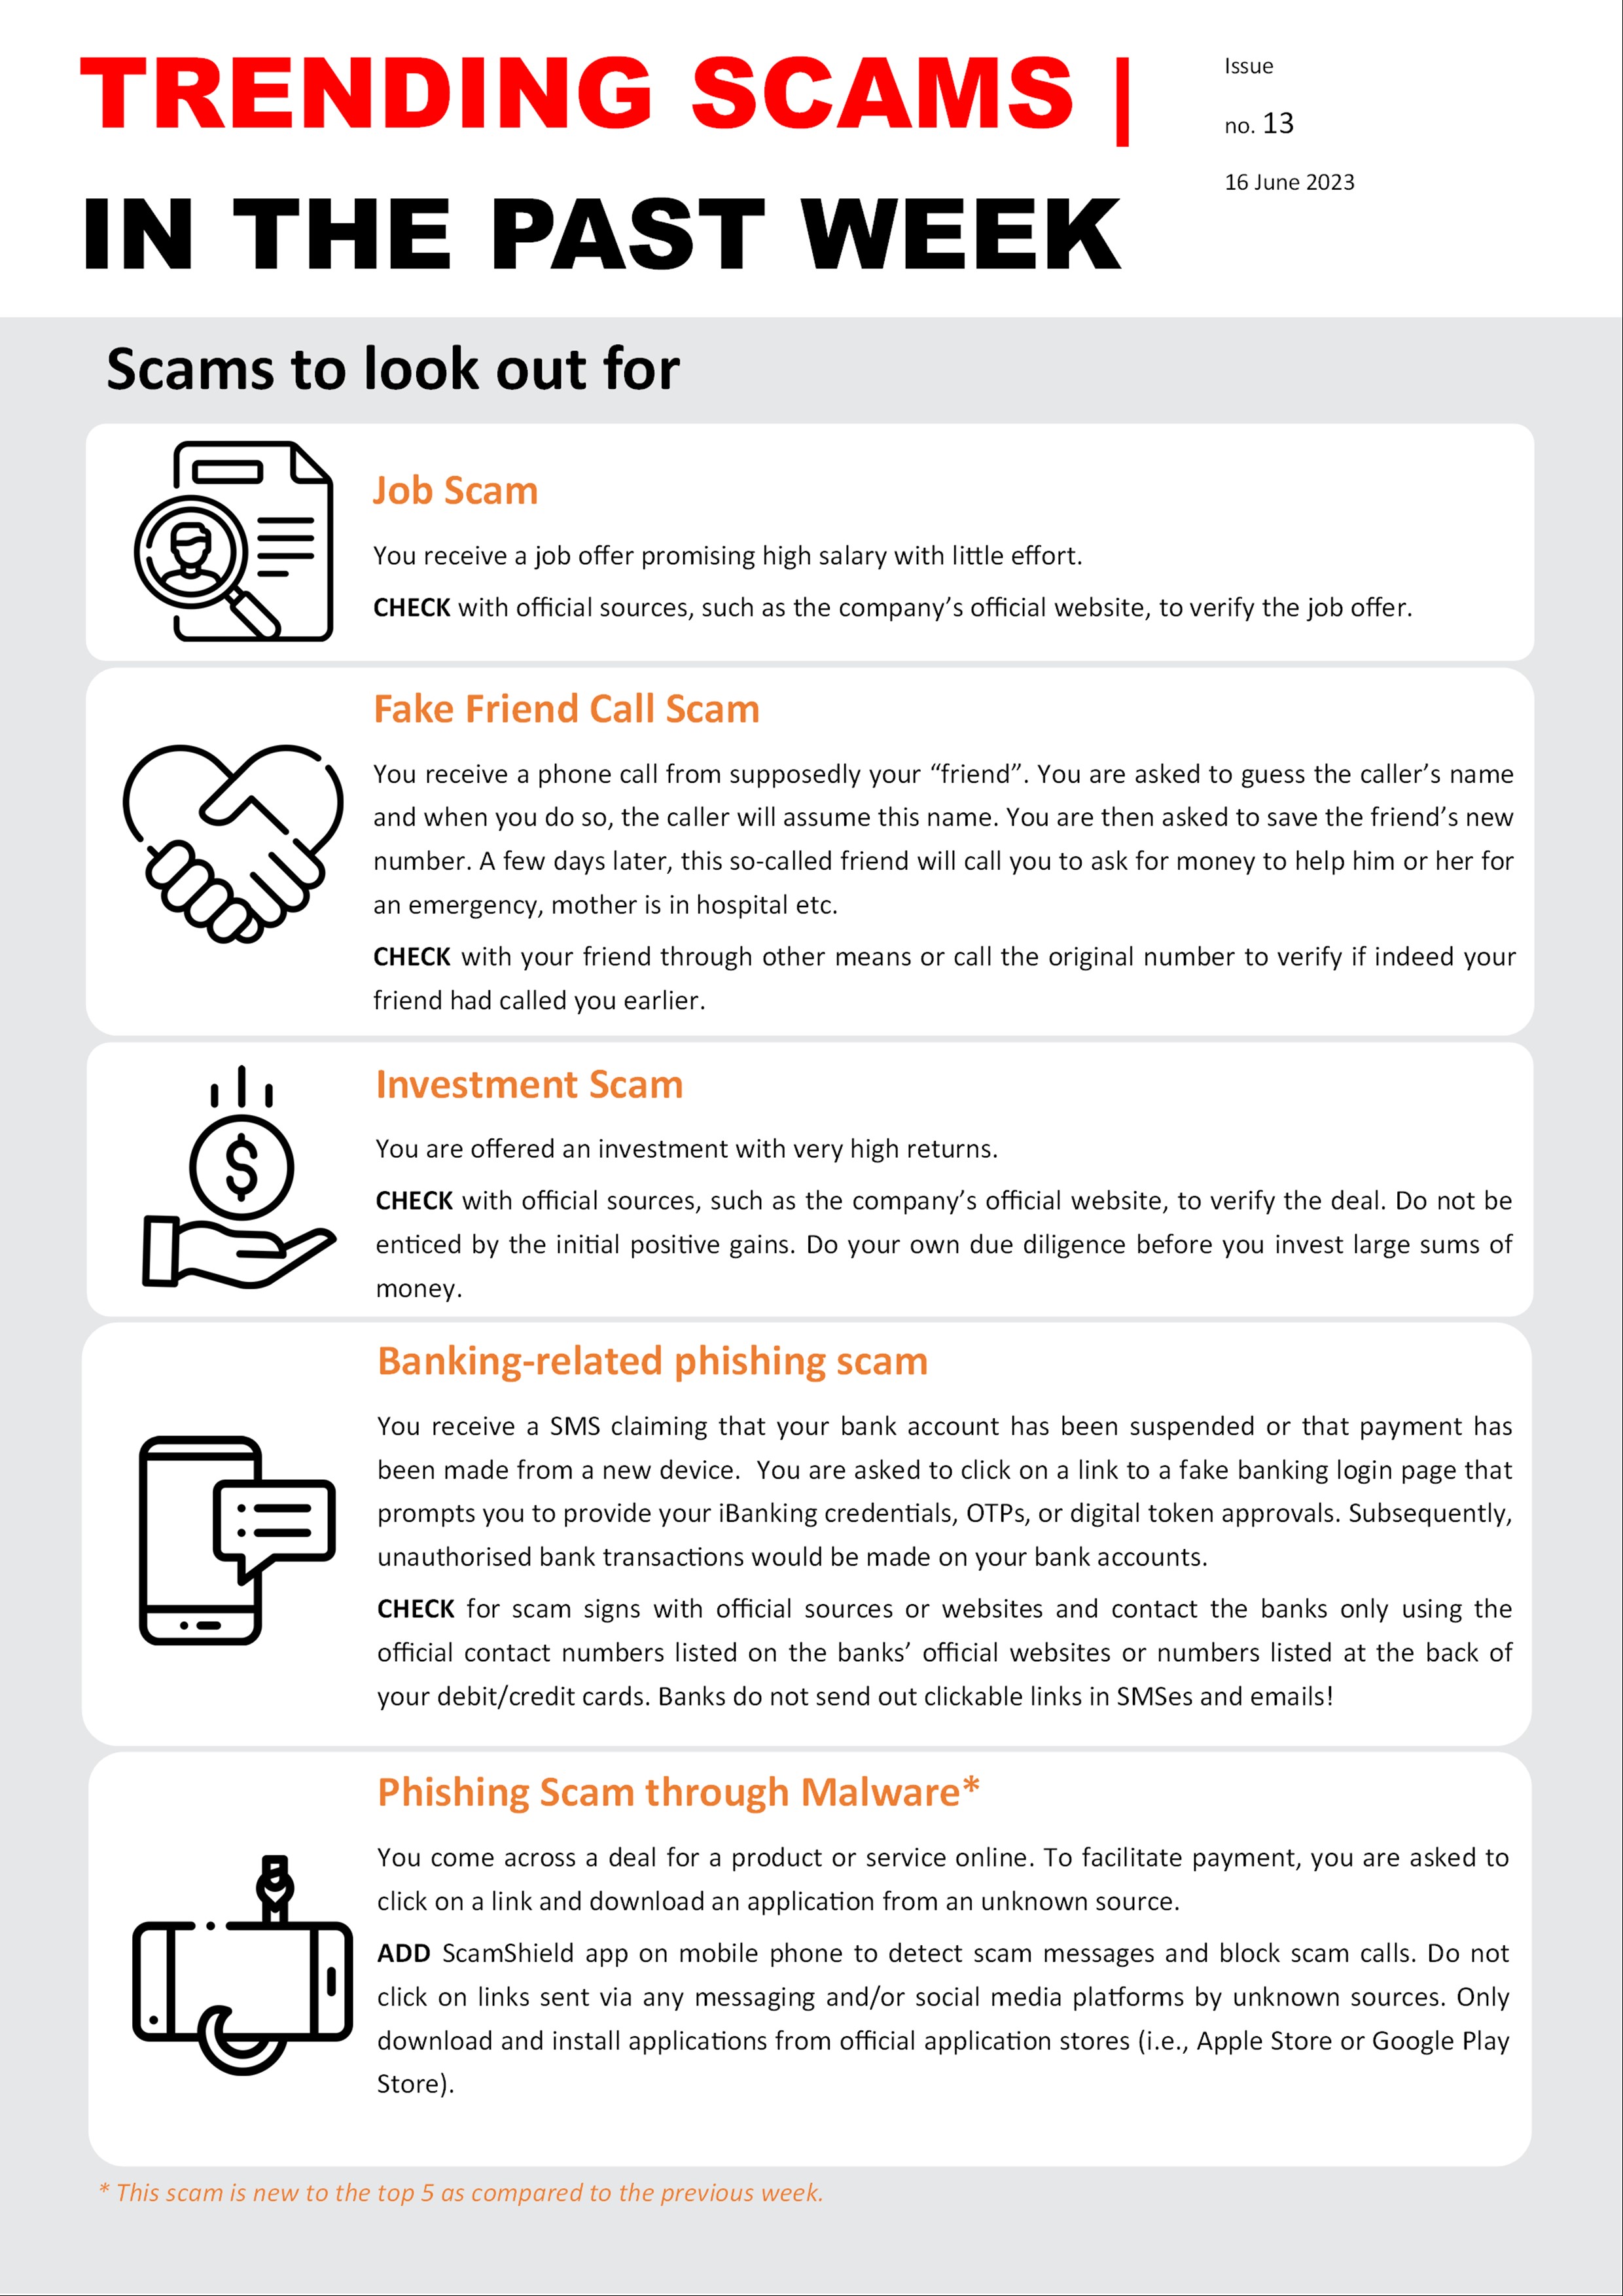 TRENDING SCAMS |
IN THE PAST WEEK
Issue
no. 13
16 June 2023
Scams to look out for
Job Scam
You receive a job offer promising high salary with little effort.
CHECK with official sources, such as the company’s official website, to verify the job offer.
Fake Friend Call Scam
You receive a phone call from supposedly your “friend”. You are asked to guess the caller’s name
and when you do so, the caller will assume this name. You are then asked to save the friend’s new
number. A few days later, this so-called friend will call you to ask for money to help him or her for
an emergency, mother is in hospital etc.
CHECK with your friend through other means or call the original number to verify if indeed your
friend had called you earlier.
Investment Scam
You are offered an investment with very high returns.
CHECK with official sources, such as the company’s official website, to verify the deal. Do not be
enticed by the initial positive gains. Do your own due diligence before you invest large sums of
money.
Banking-related phishing scam
You receive a SMS claiming that your bank account has been suspended or that payment has
been made from a new device. You are asked to click on a link to a fake banking login page that
prompts you to provide your iBanking credentials, OTPs, or digital token approvals. Subsequently,
unauthorised bank transactions would be made on your bank accounts.
CHECK for scam signs with official sources or websites and contact the banks only using the
official contact numbers listed on the banks’ official websites or numbers listed at the back of
your debit/credit cards. Banks do not send out clickable links in SMSes and emails!
Phishing Scam through Malware*
You come across a deal for a product or service online. To facilitate payment, you are asked to
click on a link and download an application from an unknown source.
ADD ScamShield app on mobile phone to detect scam messages and block scam calls. Do not
click on links sent via any messaging and/or social media platforms by unknown sources. Only
download and install applications from official application stores (i.e., Apple Store or Google Play
Store).
* This scam is new to the top 5 as compared to the previous week.